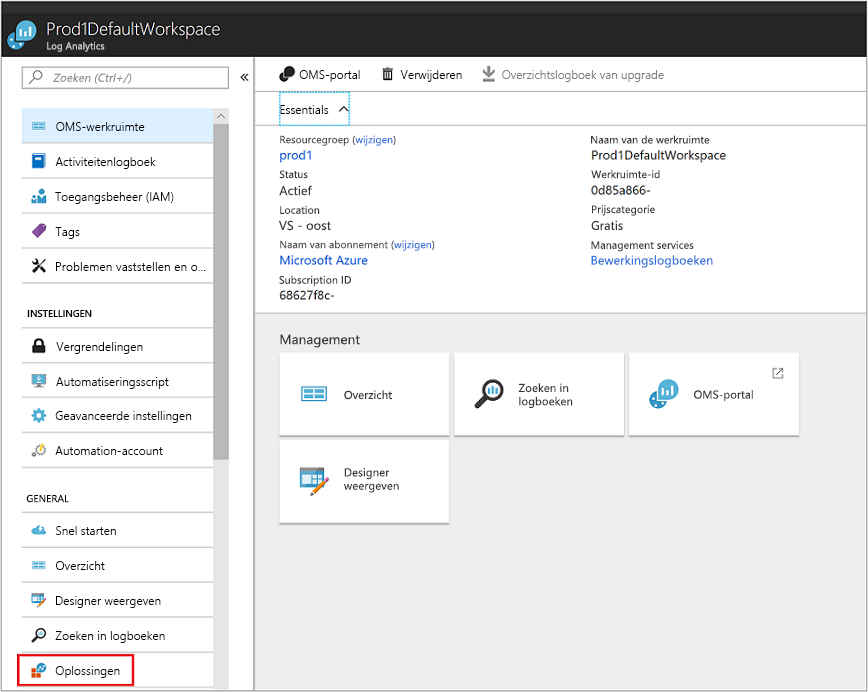 Prod1DefaultWorkspace
Log Analytics
Zoeken (Ctrl+/)
«
OMS-werkruimte
Activiteitenlogboek
Toegangsbeheer (IAM)
Tags
Problemen vaststellen en o...
INSTELLINGEN
Vergrendelingen
Automatiseringsscript
Geavanceerde instellingen
Automation-account
GENERAL
Snel starten
Overzicht
Designer weergeven
Zoeken in logboeken
Oplossingen
OMS-portal
Verwijderen
Overzichtslogboek van upgrade
Essentials
Resourcegroep (wijzigen)
prod1
Status
Actief
Location
VS - oost
Naam van abonnement (wijzigen)
Microsoft Azure
Subscription ID
68627f8c-
Naam van de werkruimte
Prod1DefaultWorkspace
Werkruimte-id
0d85a866-
Prijscategorie
Gratis
Management services
Bewerkingslogboeken
Management
Overzicht
Zoeken in
logboeken
OMS-portal
Designer
weergeven